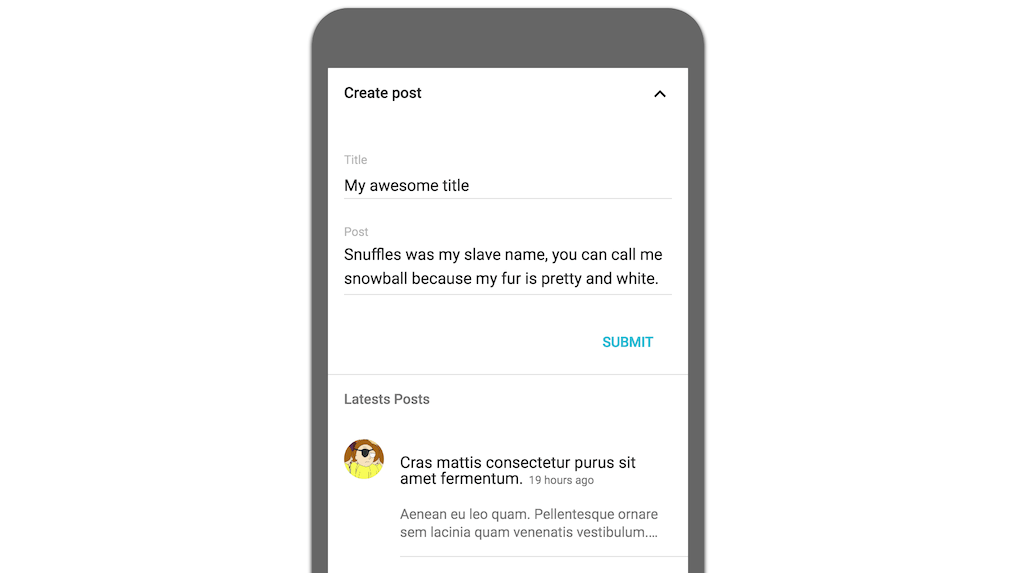 Create post
Title
My awesome title
Post
Snuffles was my slave name, you can call me
snowball because my fur is pretty and white.
SUBMIT
Latests Posts
Cras mattis consectetur purus sit
amet fermentum. 19 hours ago
Aenean eu leo quam. Pellentesque ornare
sem lacinia quam venenatis vestibulum....